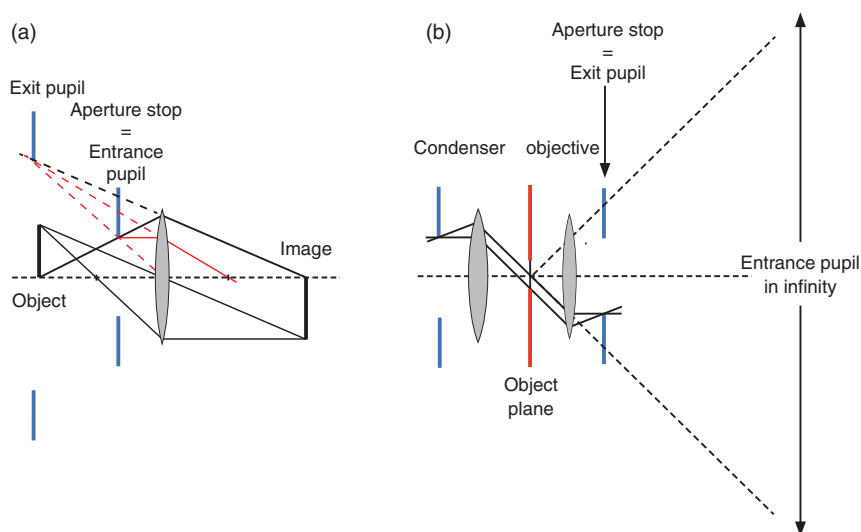 (a)
Exit pupil
Aperture stop
=
Entrance
pupil
Image
Object
(b)
Aperture stop
=
Exit pupil
Condenser
objective
Entrance pupil
in infinity
Object
plane